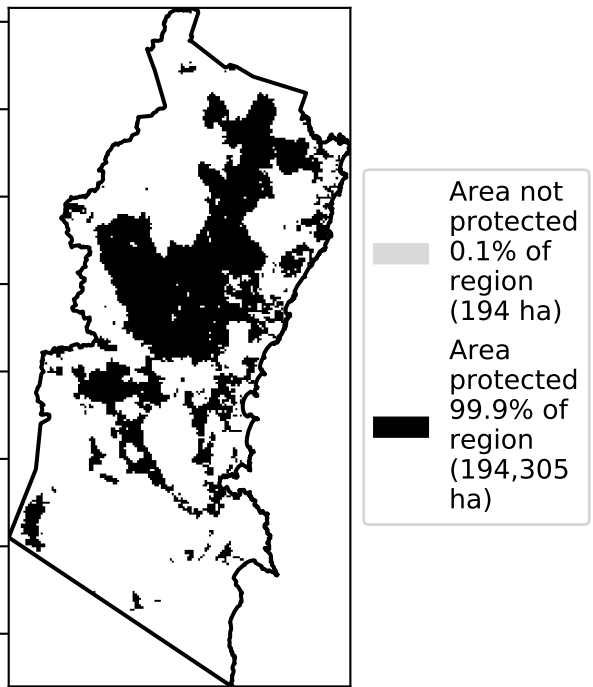 Area not
protected
0.1% of
region
(194 ha)
Area
protected
99.9% of
region
(194,305
ha)